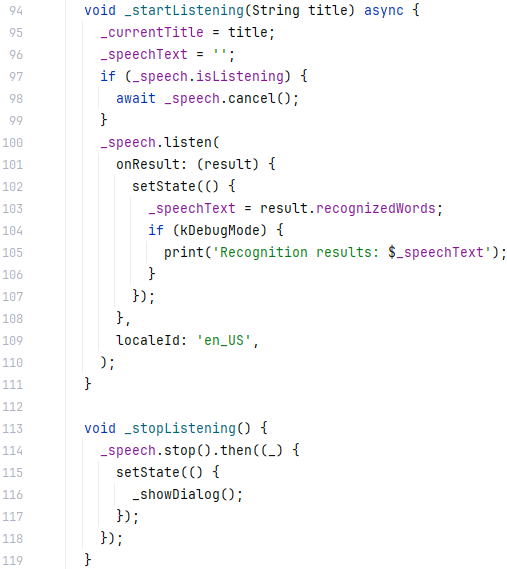 94 void _startListening(String title) async {
95 _currentTitle = title;
96 _speechText = '';
97 if (_speech.isListening) {
98 await _speech.cancel();
99 }
100 _speech.listen(
101 onResult: (result) {
102 setState(() {
103 _speechText = result.recognizedWords;
104 if (kDebugMode) {
105 print('Recognition results: $_speechText');
106 }
107 });
108 },
109 localeId: 'en_US',
110 );
111 }
112
113 void _stopListening() {
114 _speech.stop().then((_) {
115 setState(() {
116 _showDialog();
117 });
118 });
119 }